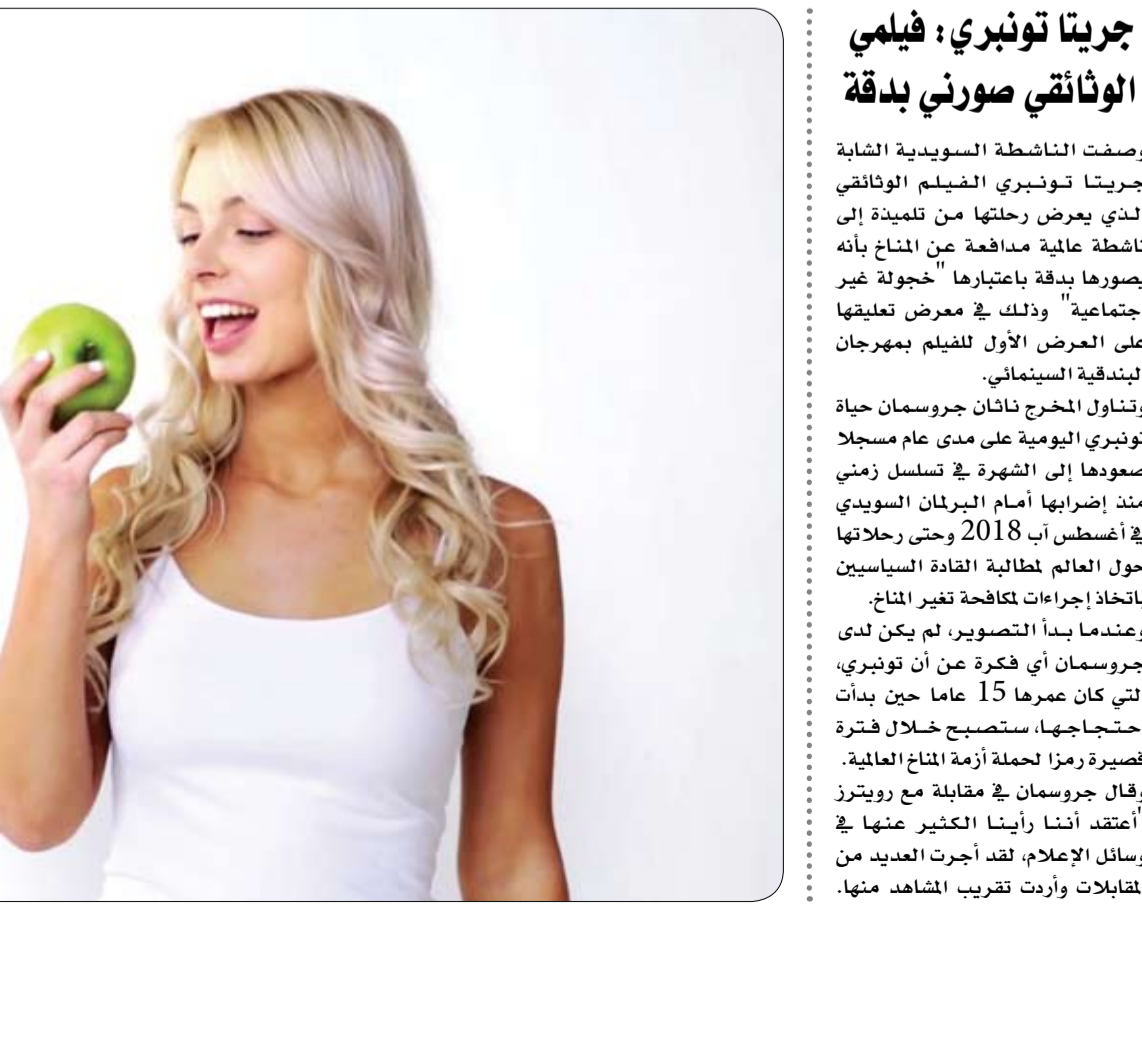 جريتا تونبري: فيلمي
الوثائقي صورني بدقة
وصفت الناشطة السويدية الشابة
جريتا تونبري الفيلم الوثائقي
لذي يعرض رحلتها من تلميذة إلى
ناشطة عالمية مدافعة عن المناخ بأنه
يصورها بدقة باعتبارها "خجولة غير
جتماعية" وذلك في معرض تعليقها
على العرض الأول للفيلم بمهرجان
لبندقية السينمائي.
وتناول المخرج ناثان جروسمان حياة
تونبري اليومية على مدى عام مسجلا
صعودها إلى الشهرة في تسلسل زمني
منذ إضرابها أمام البرلمان السويدي
في أغسطس آب 2018 وحتى رحلاتها
حول العالم لمطالبة القادة السياسيين
باتخاذ إجراءات لمكافحة تغير المناخ.
وعندما بدأ التصوير، لم يكن لدى
جروسمان أي فكرة عن أن تونبري،
لتي كان عمرها 15 عاما حين بدأت
حتجاجها، ستصبح خلال فترة
قصيرة رمزا لحملة أزمة المناخ العالمية.
وقال جروسمان في مقابلة مع رويترز
"أعتقد أننا رأينا الكثير عنها في
وسائل الإعلام، لقد أجرت العديد من
لمقابلات وأردت تقريب المشاهد منها.